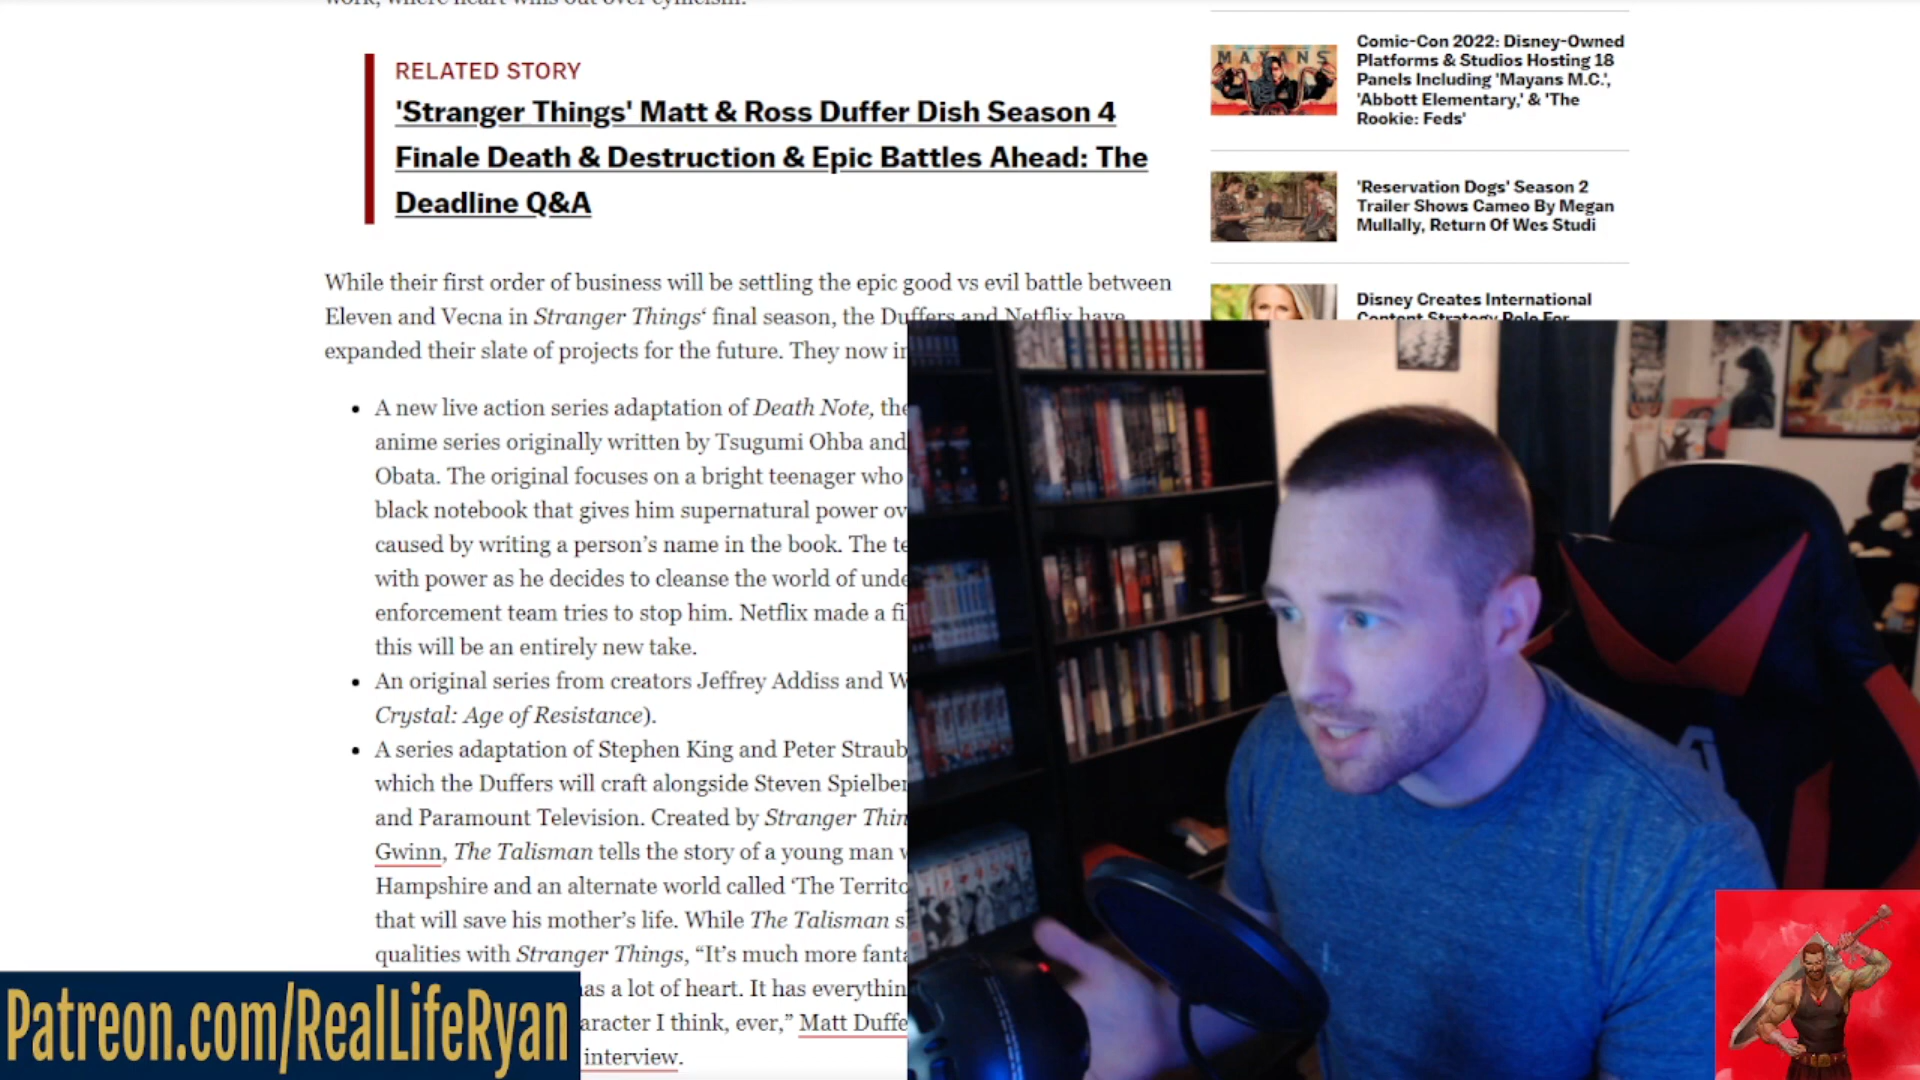 RELATED STORY
'Stranger Things' Matt & Ross Duffer Dish Season 4
Finale Death & Destruction & Epic Battles Ahead: The
Deadline Q&A
While their first order of business will be settling the epic good vs evil battle between
Eleven and Vecna in Stranger Things‘ final season, the Duffers and Netflix have
expanded their slate of projects for the future. They now
A new live action series adaptation of Death Note, the
anime series originally written by Tsugumi Ohba and
Obata. The original focuses on a bright teenager who
black notebook that gives him supernatural power
caused by writing a person’s name in the book. The
with power as he decides to cleanse the world of
enforcement team tries to stop him. Netflix made a
this will be an entirely new take.
An original series from creators Jeffrey Addiss and
Crystal: Age of Resistance).
A series adaptation of Stephen King and Peter Straub
which the Duffers will craft alongside Steven
and Paramount Television. Created by Stranger
Gwinn, The Talisman tells the story of a young man
Hampshire and an alternate world called ‘The
that will save his mother’s life. While The Talisman
qualities with Stranger Things, “It’s much more
as a lot of heart. It has
I think, ever,” Matt
interview.
Comic-Con 2022: Disney-Owned
Platforms & Studios Hosting 18
Panels Including 'Mayans M.C.',
'Abbott Elementary,' & 'The
Rookie: Feds'
MAYANS
'Reservation Dogs' Season 2
Trailer Shows Cameo By Megan
Mullally, Return Of Wes Studi
Disney Creates International
Content Strategy Role For
Patreon.com/RealLifeRyan